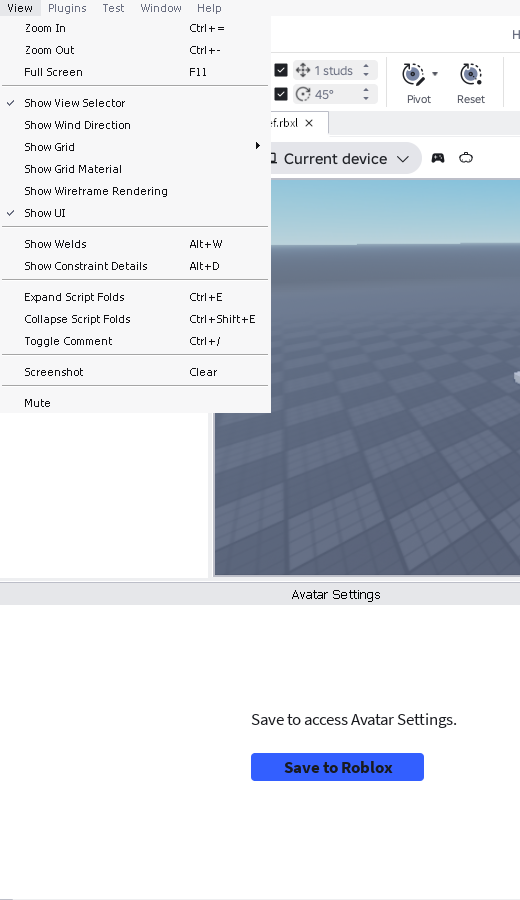 View Plugins Test Window Help
Zoom In Ctrl+=
Zoom Out Ctrl+-
Full Screen F11
Show View Selector
Show Wind Direction
Show Grid
Show Grid Material
Show Wireframe Rendering
Show UI
Show Welds Alt+W
Show Constraint Details Alt+D
Expand Script Folds Ctrl+E
Collapse Script Folds Ctrl+Shift+E
Toggle Comment Ctrl+/
Screenshot Clear
Mute
H
1 studs
45°
Pivot Reset
ef.rbxl
Current device
Avatar Settings
Save to access Avatar Settings.
Save to Roblox